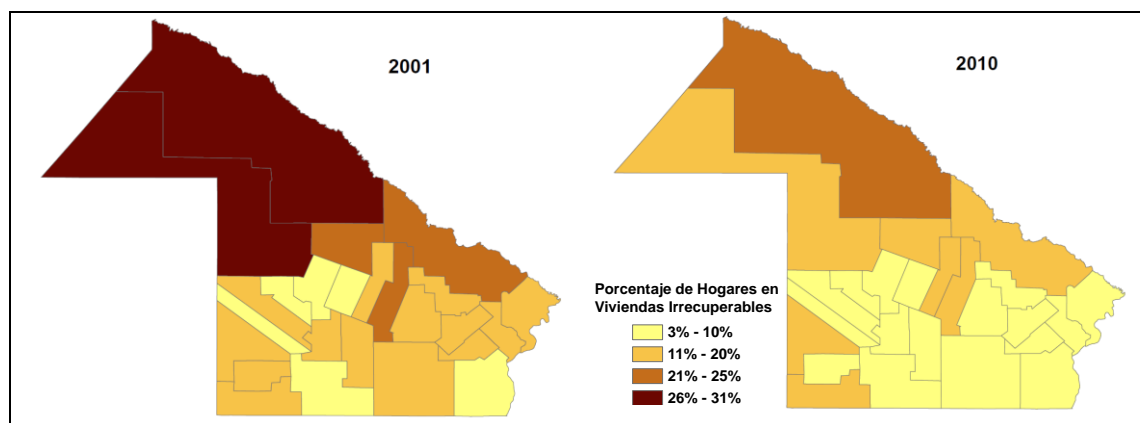 2001
2010
Porcentaje de Hogares en
Viviendas Irrecuperables
3% - 10%
11% - 20%
21% - 25%
26% - 31%